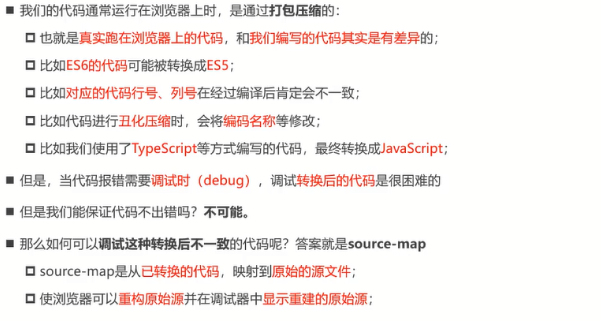 我们的代码通常运行在浏览器上时，是通过打包压缩的：
也就是真实跑在浏览器上的代码，和我们编写的代码其实是有差异的；
比如ES6的代码可能被转换成ES5；
比如对应的代码行号、列号在经过编译后肯定会不一致；
比如代码进行丑化压缩时，会将编码名称等修改；
比如我们使用了TypeScript等方式编写的代码，最终转换成JavaScript；
但是，当代码报错需要调试时（debug），调试转换后的代码是很困难的
但是我们能保证代码不出错吗？不可能。
那么如何可以调试这种转换后不一致的代码呢？答案就是source-map
source-map是从已转换的代码，映射到原始的源文件；
使浏览器可以重构原始源并在调试器中显示重建的原始源；